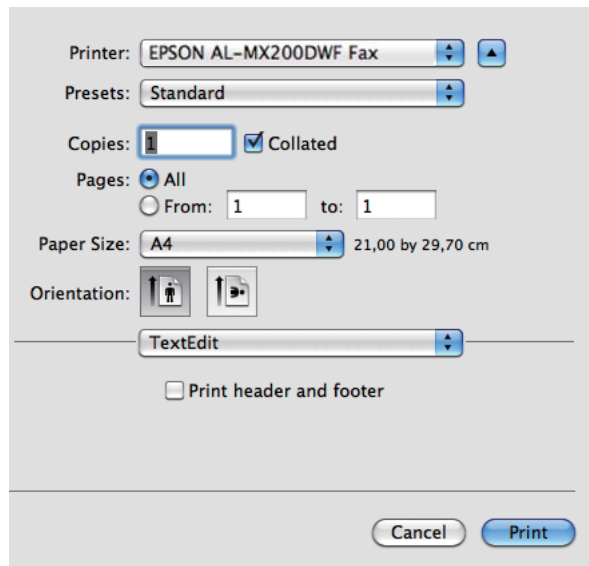 Printer: EPSON AL-MX200DWF Fax
Presets: Standard
Copies: 1 Collated
Pages: All
From: 1 to: 1
Paper Size: A4 21,00 by 29,70 cm
Orientation:
TextEdit
Print header and footer
Cancel Print